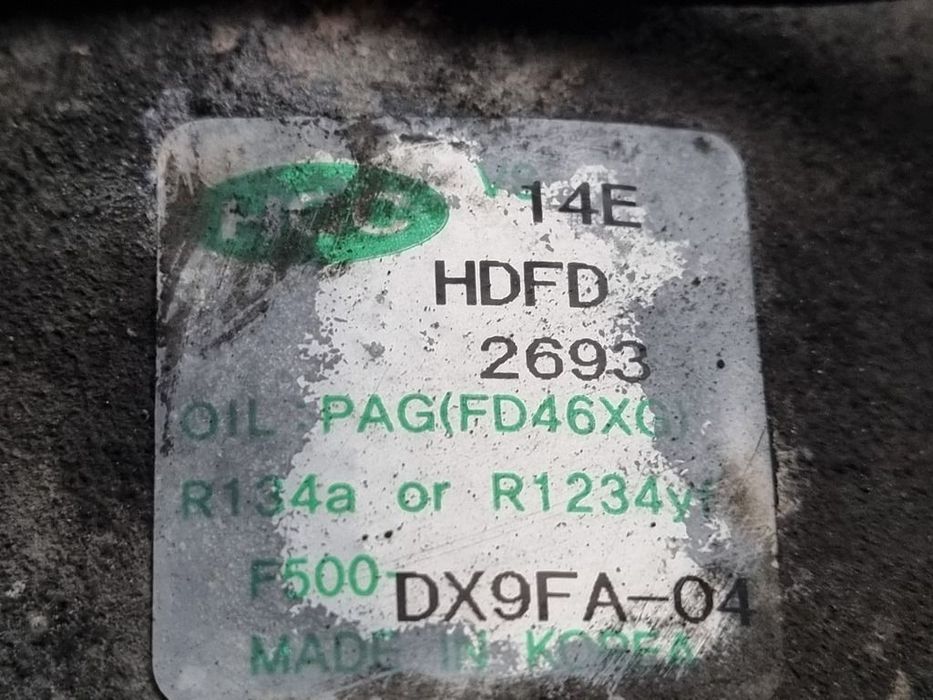 14E
HDFD
2693
OIL PAG(FD46XG)
R134a or R1234yf
F500-DX9FA-04
MADE IN KOREA